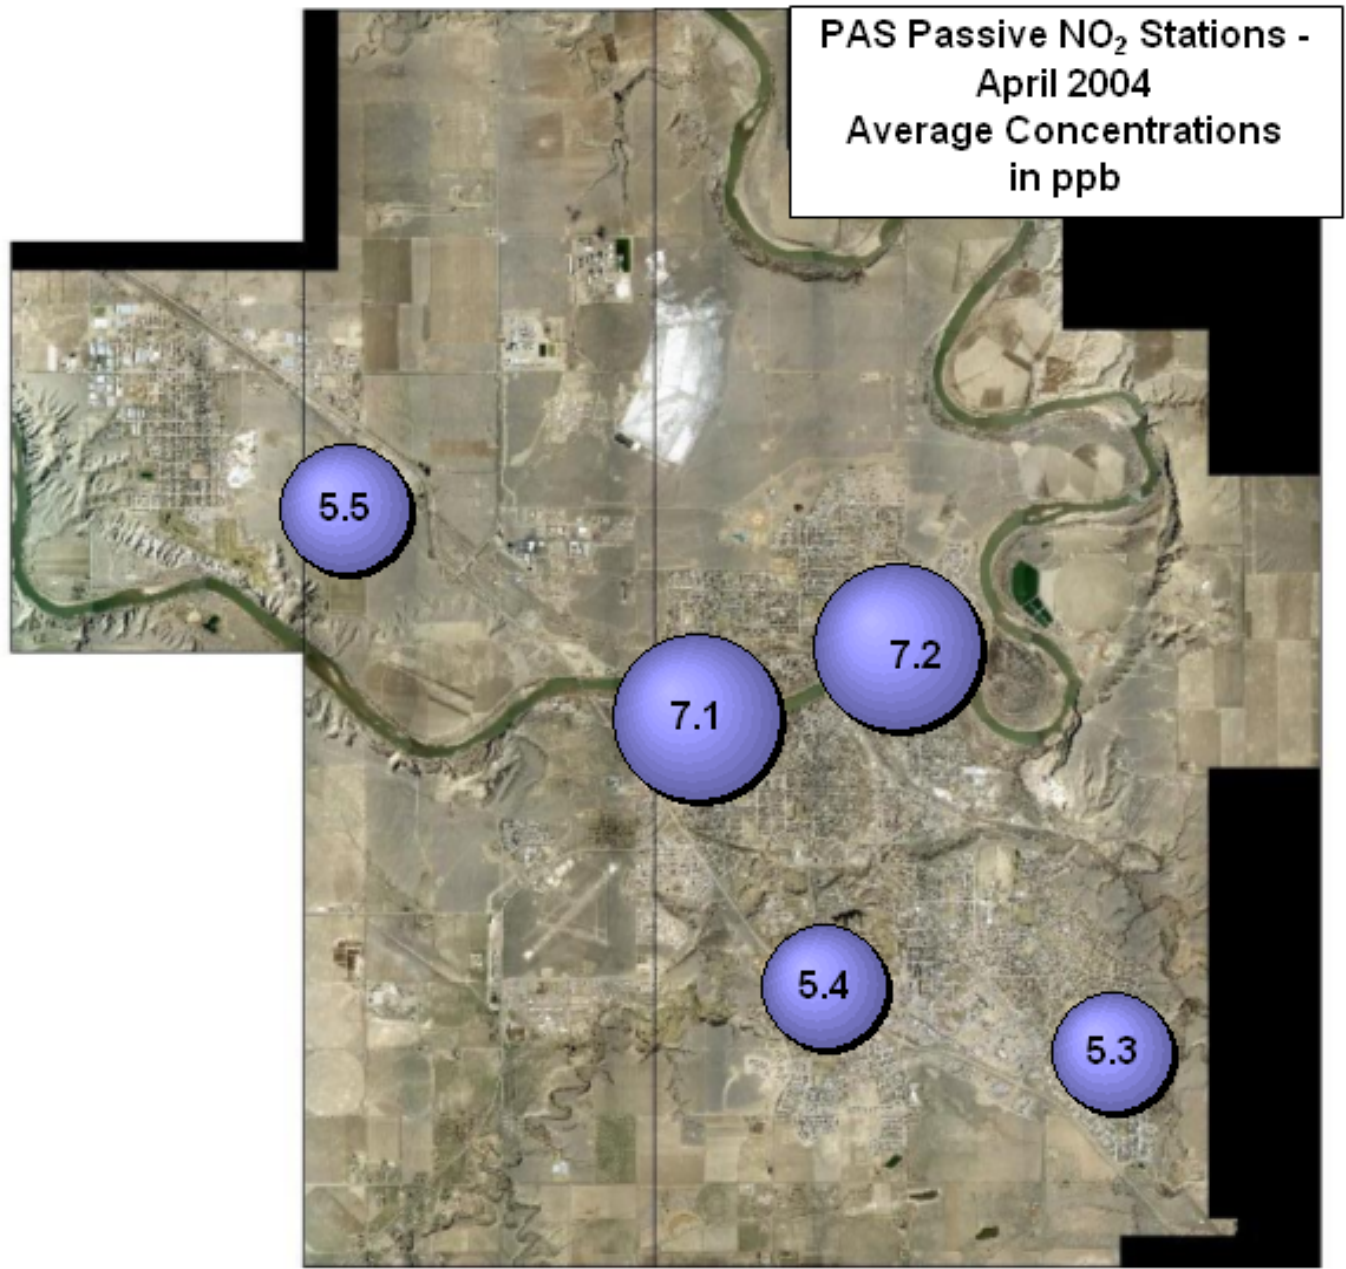 PAS Passive NO₂ Stations -
April 2004
Average Concentrations
in ppb
5.5
7.2
7.1
5.4
5.3